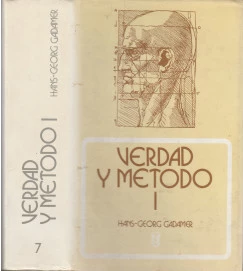 VERDAD
Y METODO
I
HANS-GEORG GADAMER
HANS-GEORG GADAMER
VERDAD
Y METODO I
7